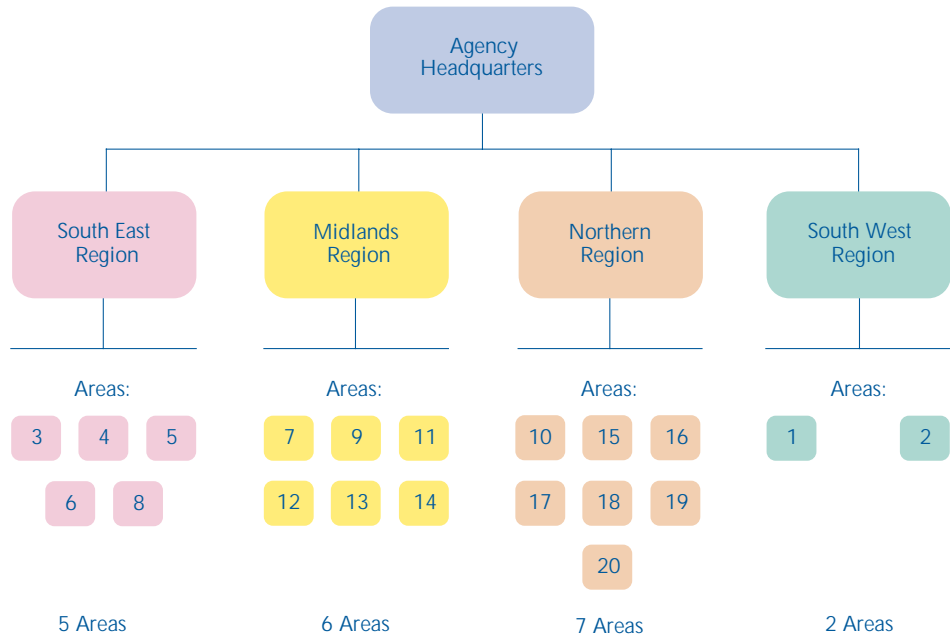 Agency
Headquarters
South East
Region
Midlands
Region
Northern
Region
South West
Region
Areas:
Areas:
Areas:
Areas:
3 4 5
7 9 11
10 15 16
1 2
6 8
12 13 14
17 18 19
20
5 Areas
6 Areas
7 Areas
2 Areas